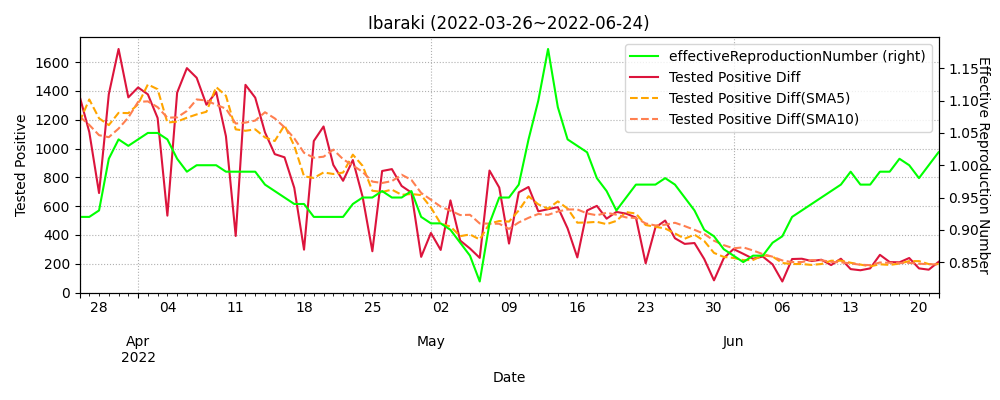 Ibaraki (2022-03-26~2022-06-24)
effectiveReproductionNumber (right)
Tested Positive Diff
Tested Positive Diff(SMA5)
Tested Positive Diff(SMA10)
Tested Positive
1600
1400
1200
1000
800
600
400
200
0
1.15
1.10
1.05
1.00
0.95
0.90
0.85
Effective Reproduction Number
28 04 11 18 25 02 09 16 23 30 06 13 20
Apr May Jun
2022
Date